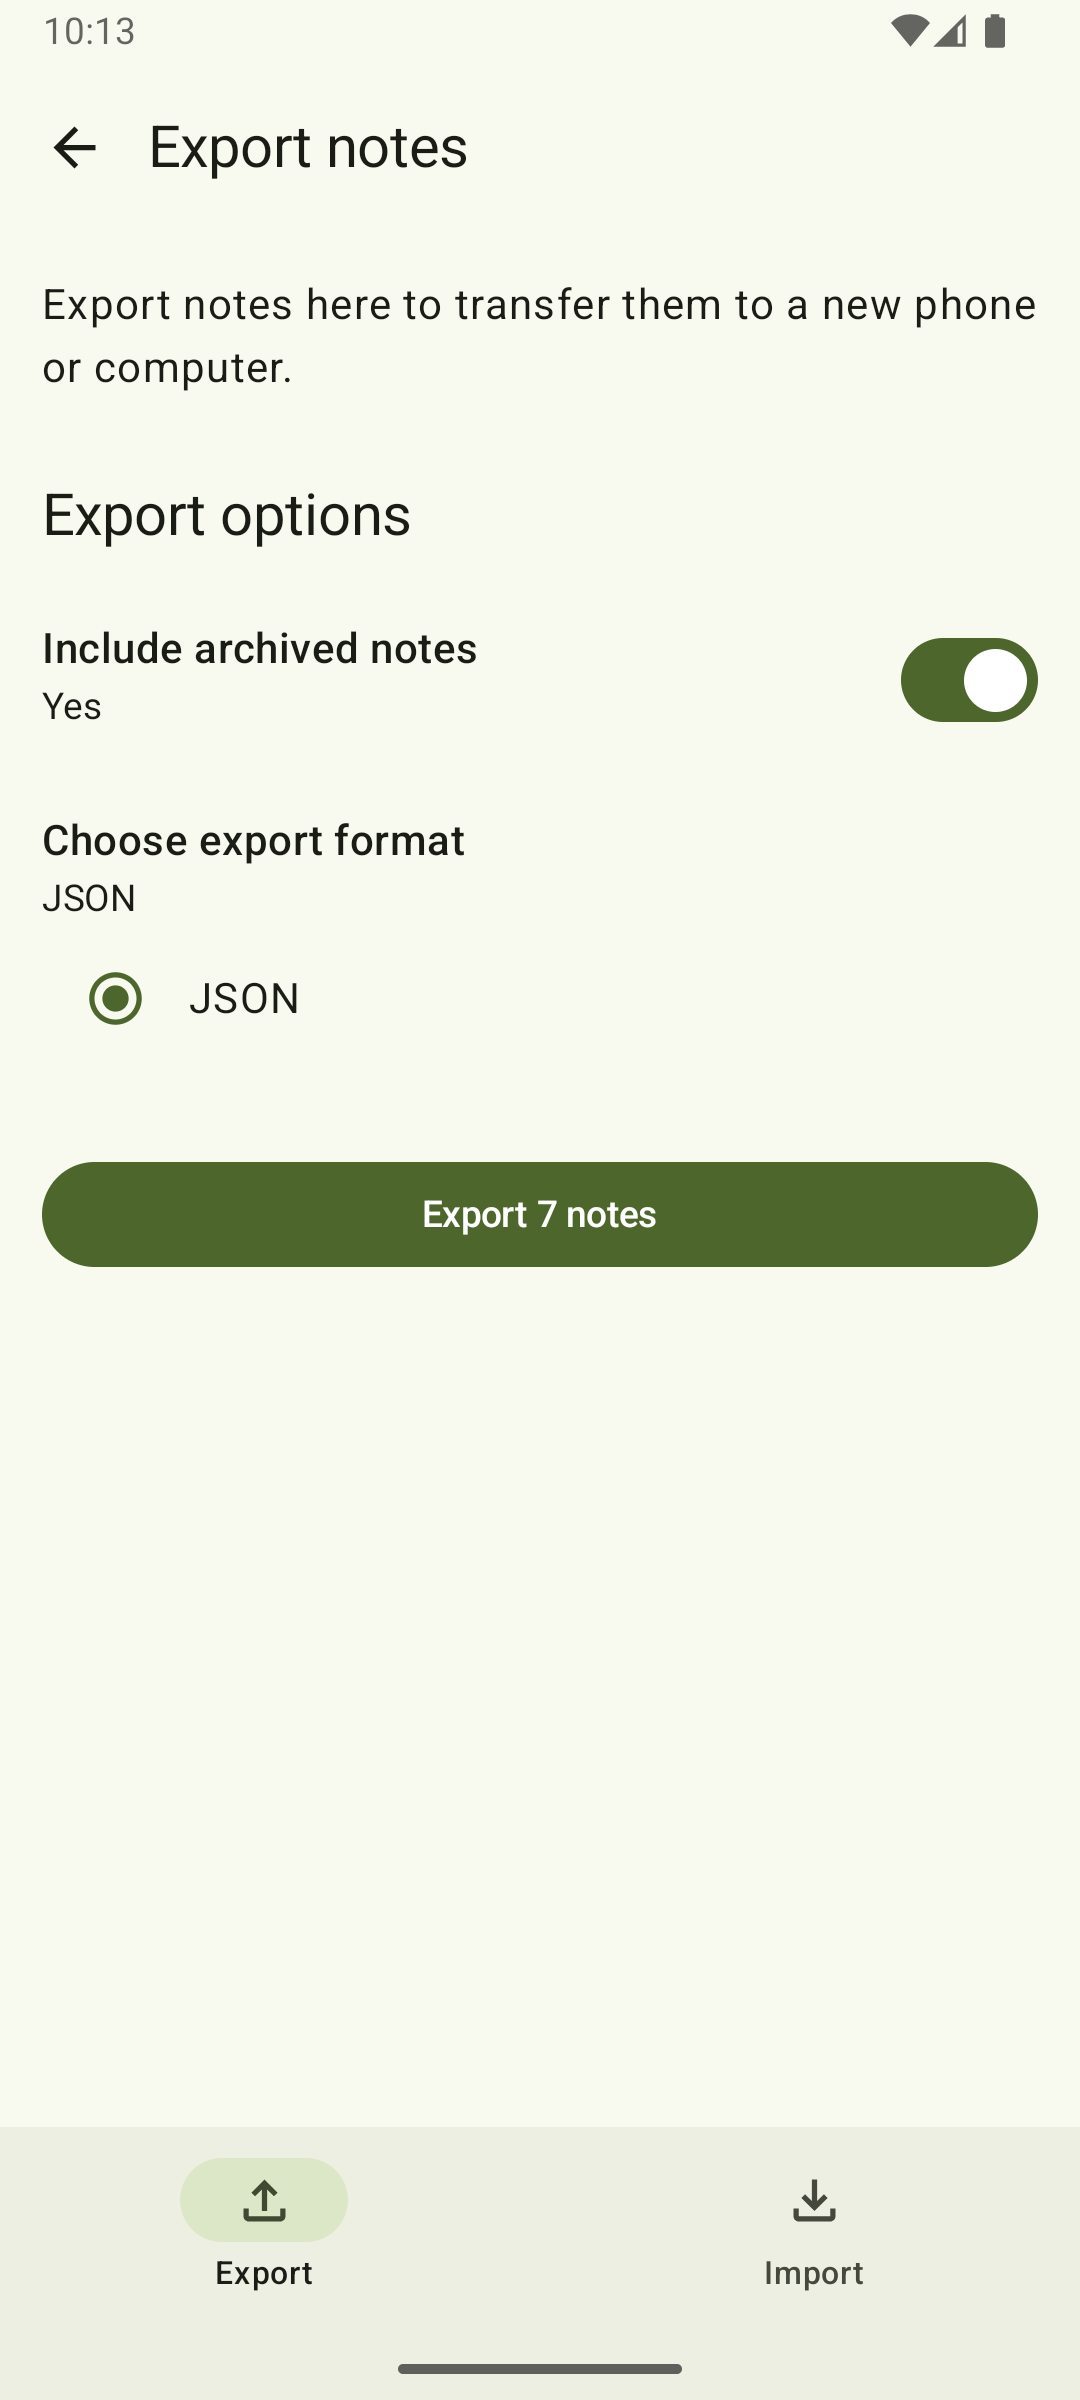 10:13
Export notes
Export notes here to transfer them to a new phone
or computer.
Export options
Include archived notes
Yes
Choose export format
JSON
JSON
Export 7 notes
Export
Import